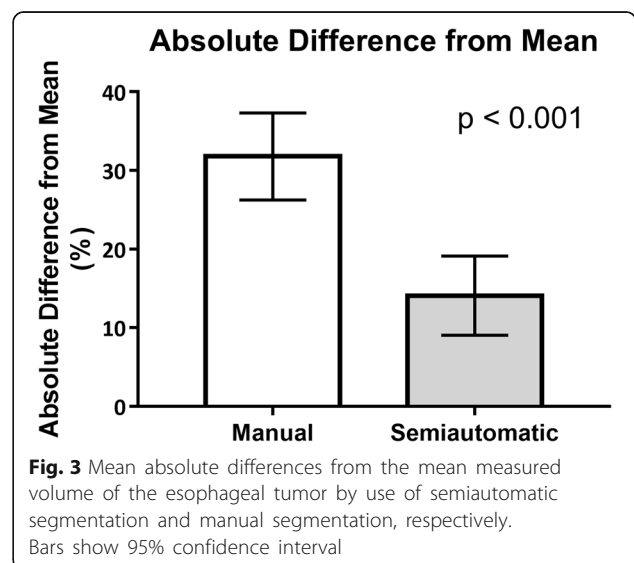 Absolute Difference from Mean
Absolute Difference from Mean
(%)
40
30
20
10
0
p < 0.001
Manual
Semiautomatic
Fig. 3 Mean absolute differences from the mean measured
volume of the esophageal tumor by use of semiautomatic
segmentation and manual segmentation, respectively.
Bars show 95% confidence interval